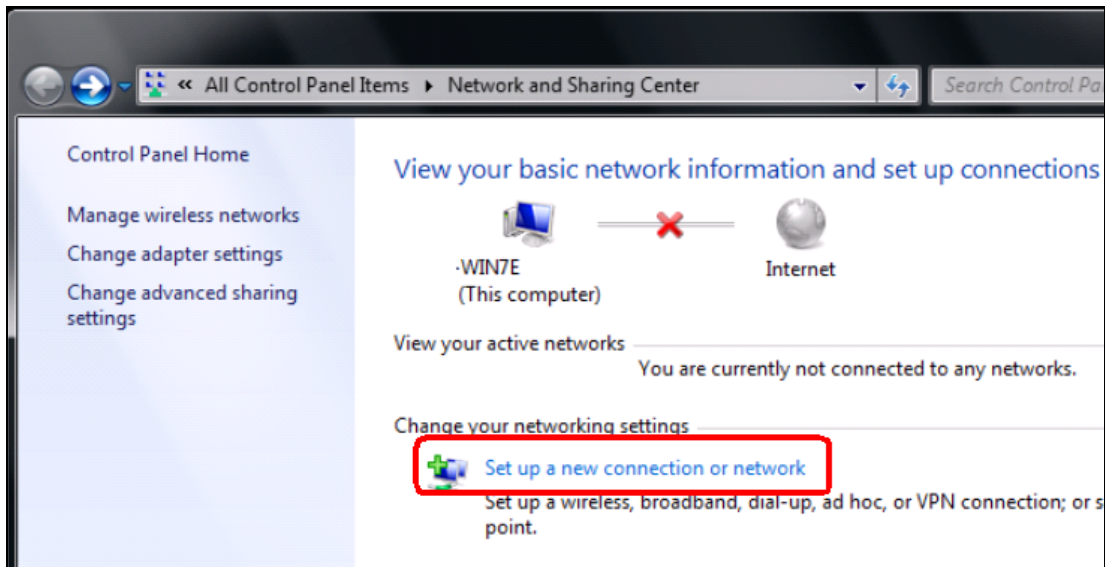 « All Control Panel Items ▸ Network and Sharing Center
Search Control Pa
Control Panel Home
Manage wireless networks
Change adapter settings
Change advanced sharing
settings
View your basic network information and set up connections
-WIN7E
(This computer)
Internet
View your active networks
You are currently not connected to any networks.
Change your networking settings
Set up a new connection or network
Set up a wireless, broadband, dial-up, ad hoc, or VPN connection; or s
point.